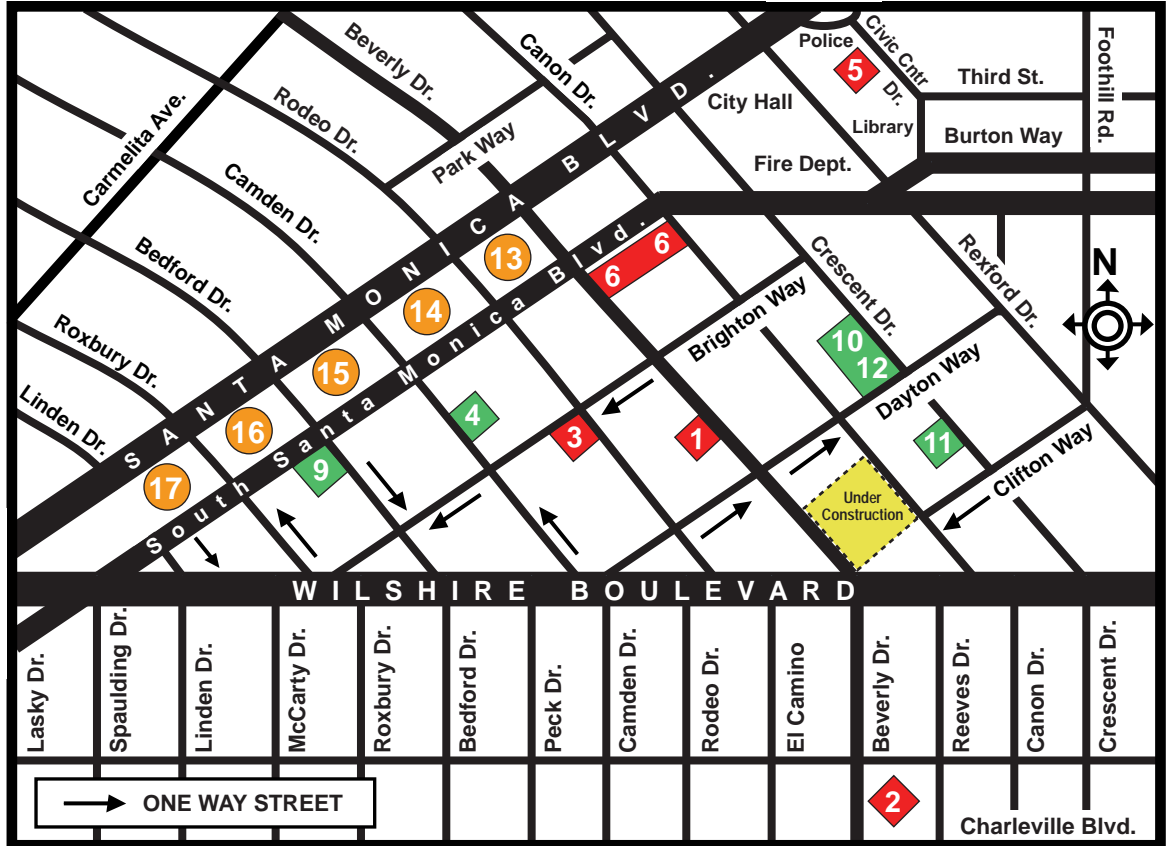 Beverly Dr.
Canon Dr.
Civic Cntr Dr.
Police
5
Foothill Rd.
Third St.
Carmelita Ave.
Rodeo Dr.
City Hall
Library
Burton Way
Park Way
Fire Dept.
Camden Dr.
SANTA MONICA BLVD.
South Santa Monica Blvd.
13
6
6
Bedford Dr.
Crescent Dr.
Rexford Dr.
N
14
Brighton Way
Roxbury Dr.
10
12
15
Dayton Way
Linden Dr.
4
16
3
1
11
9
Clifton Way
17
Under
Construction
WILSHIRE BOULEVARD
Lasky Dr.
Spaulding Dr.
Linden Dr.
McCarty Dr.
Roxbury Dr.
Bedford Dr.
Peck Dr.
Camden Dr.
Rodeo Dr.
El Camino
Beverly Dr.
Reeves Dr.
Canon Dr.
Crescent Dr.
ONE WAY STREET
2
Charleville Blvd.